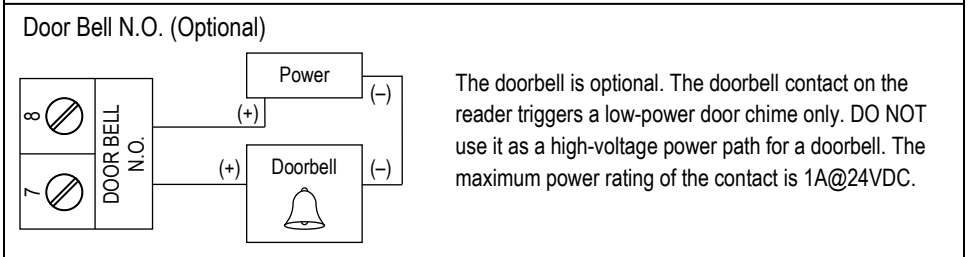 Door Bell N.O. (Optional)
8
7
DOOR BELL
N.O.
Power
(+)
(–)
(+)
Doorbell
(–)
The doorbell is optional. The doorbell contact on the
reader triggers a low-power door chime only. DO NOT
use it as a high-voltage power path for a doorbell. The
maximum power rating of the contact is 1A@24VDC.